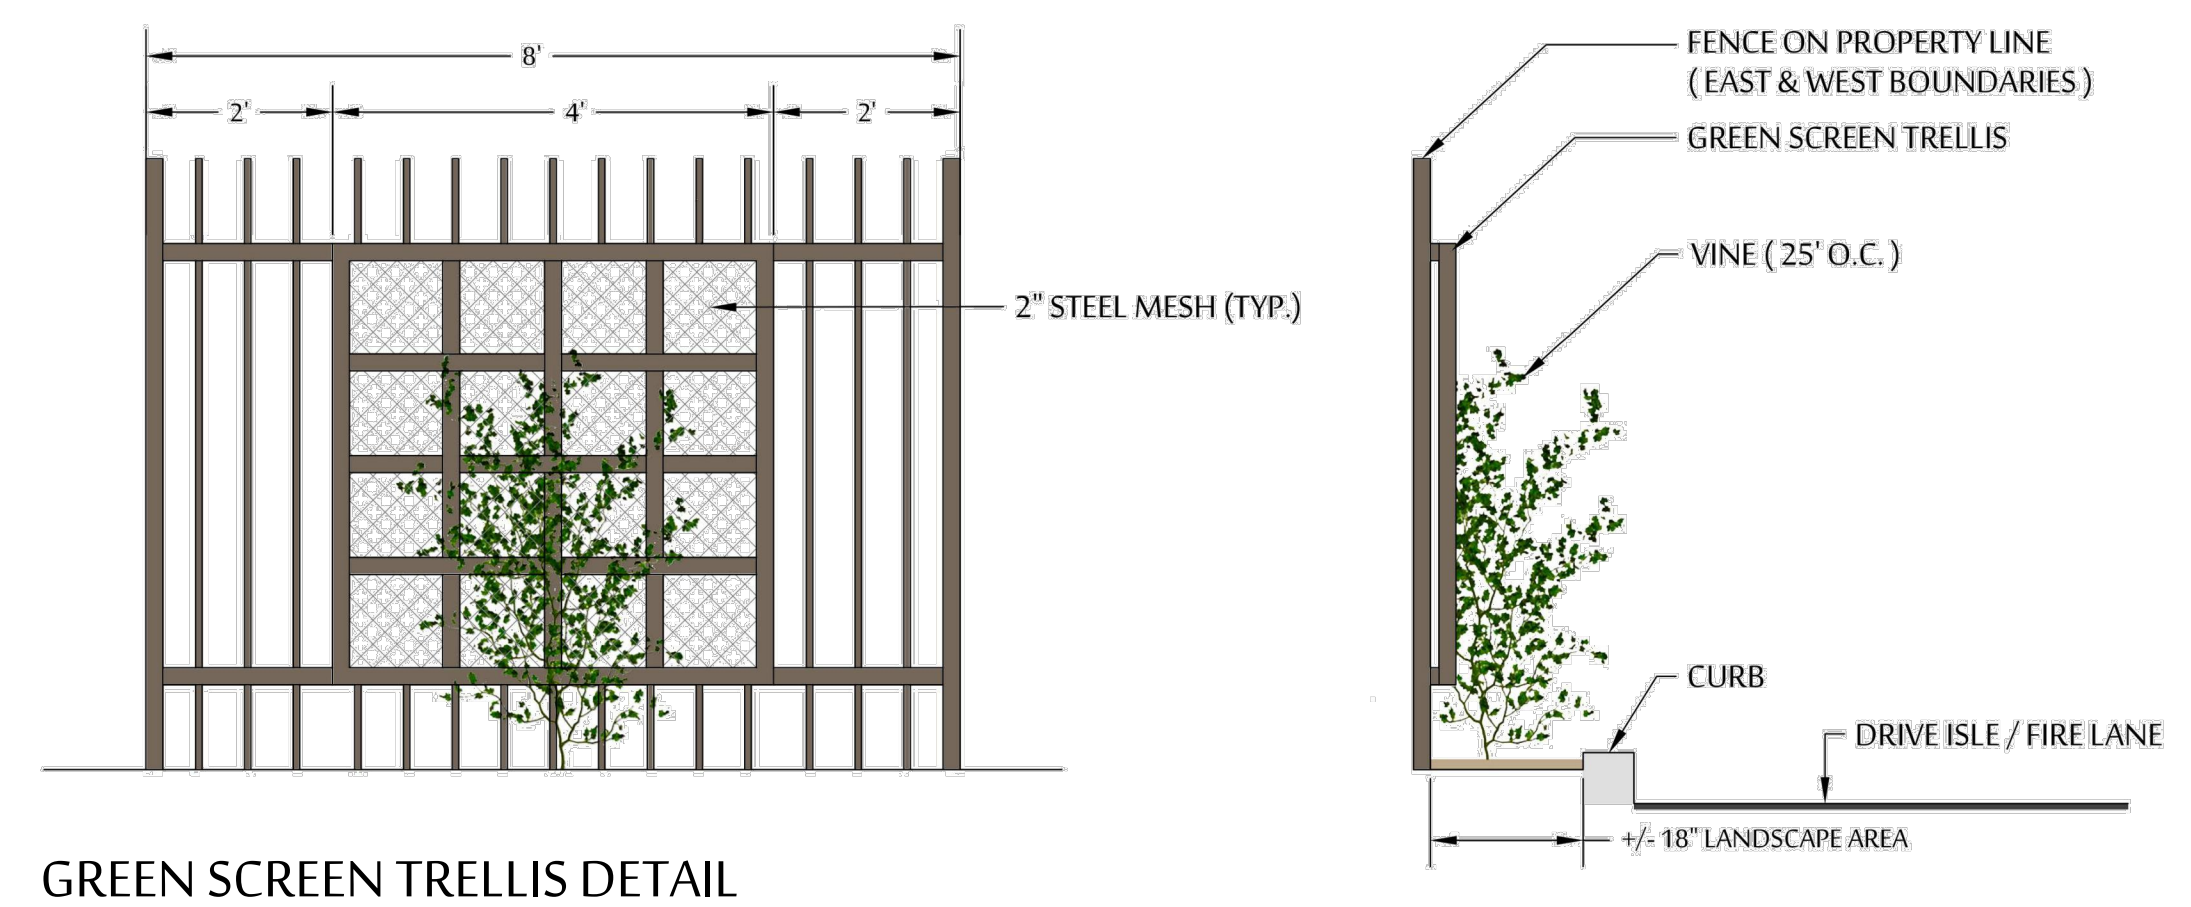 8'
2'
4'
2'
2" STEEL MESH (TYP.)
GREEN SCREEN TRELLIS DETAIL
FENCE ON PROPERTY LINE
( EAST & WEST BOUNDARIES )
GREEN SCREEN TRELLIS
VINE ( 25' O.C. )
CURB
DRIVE ISLE / FIRE LANE
+/- 18" LANDSCAPE AREA